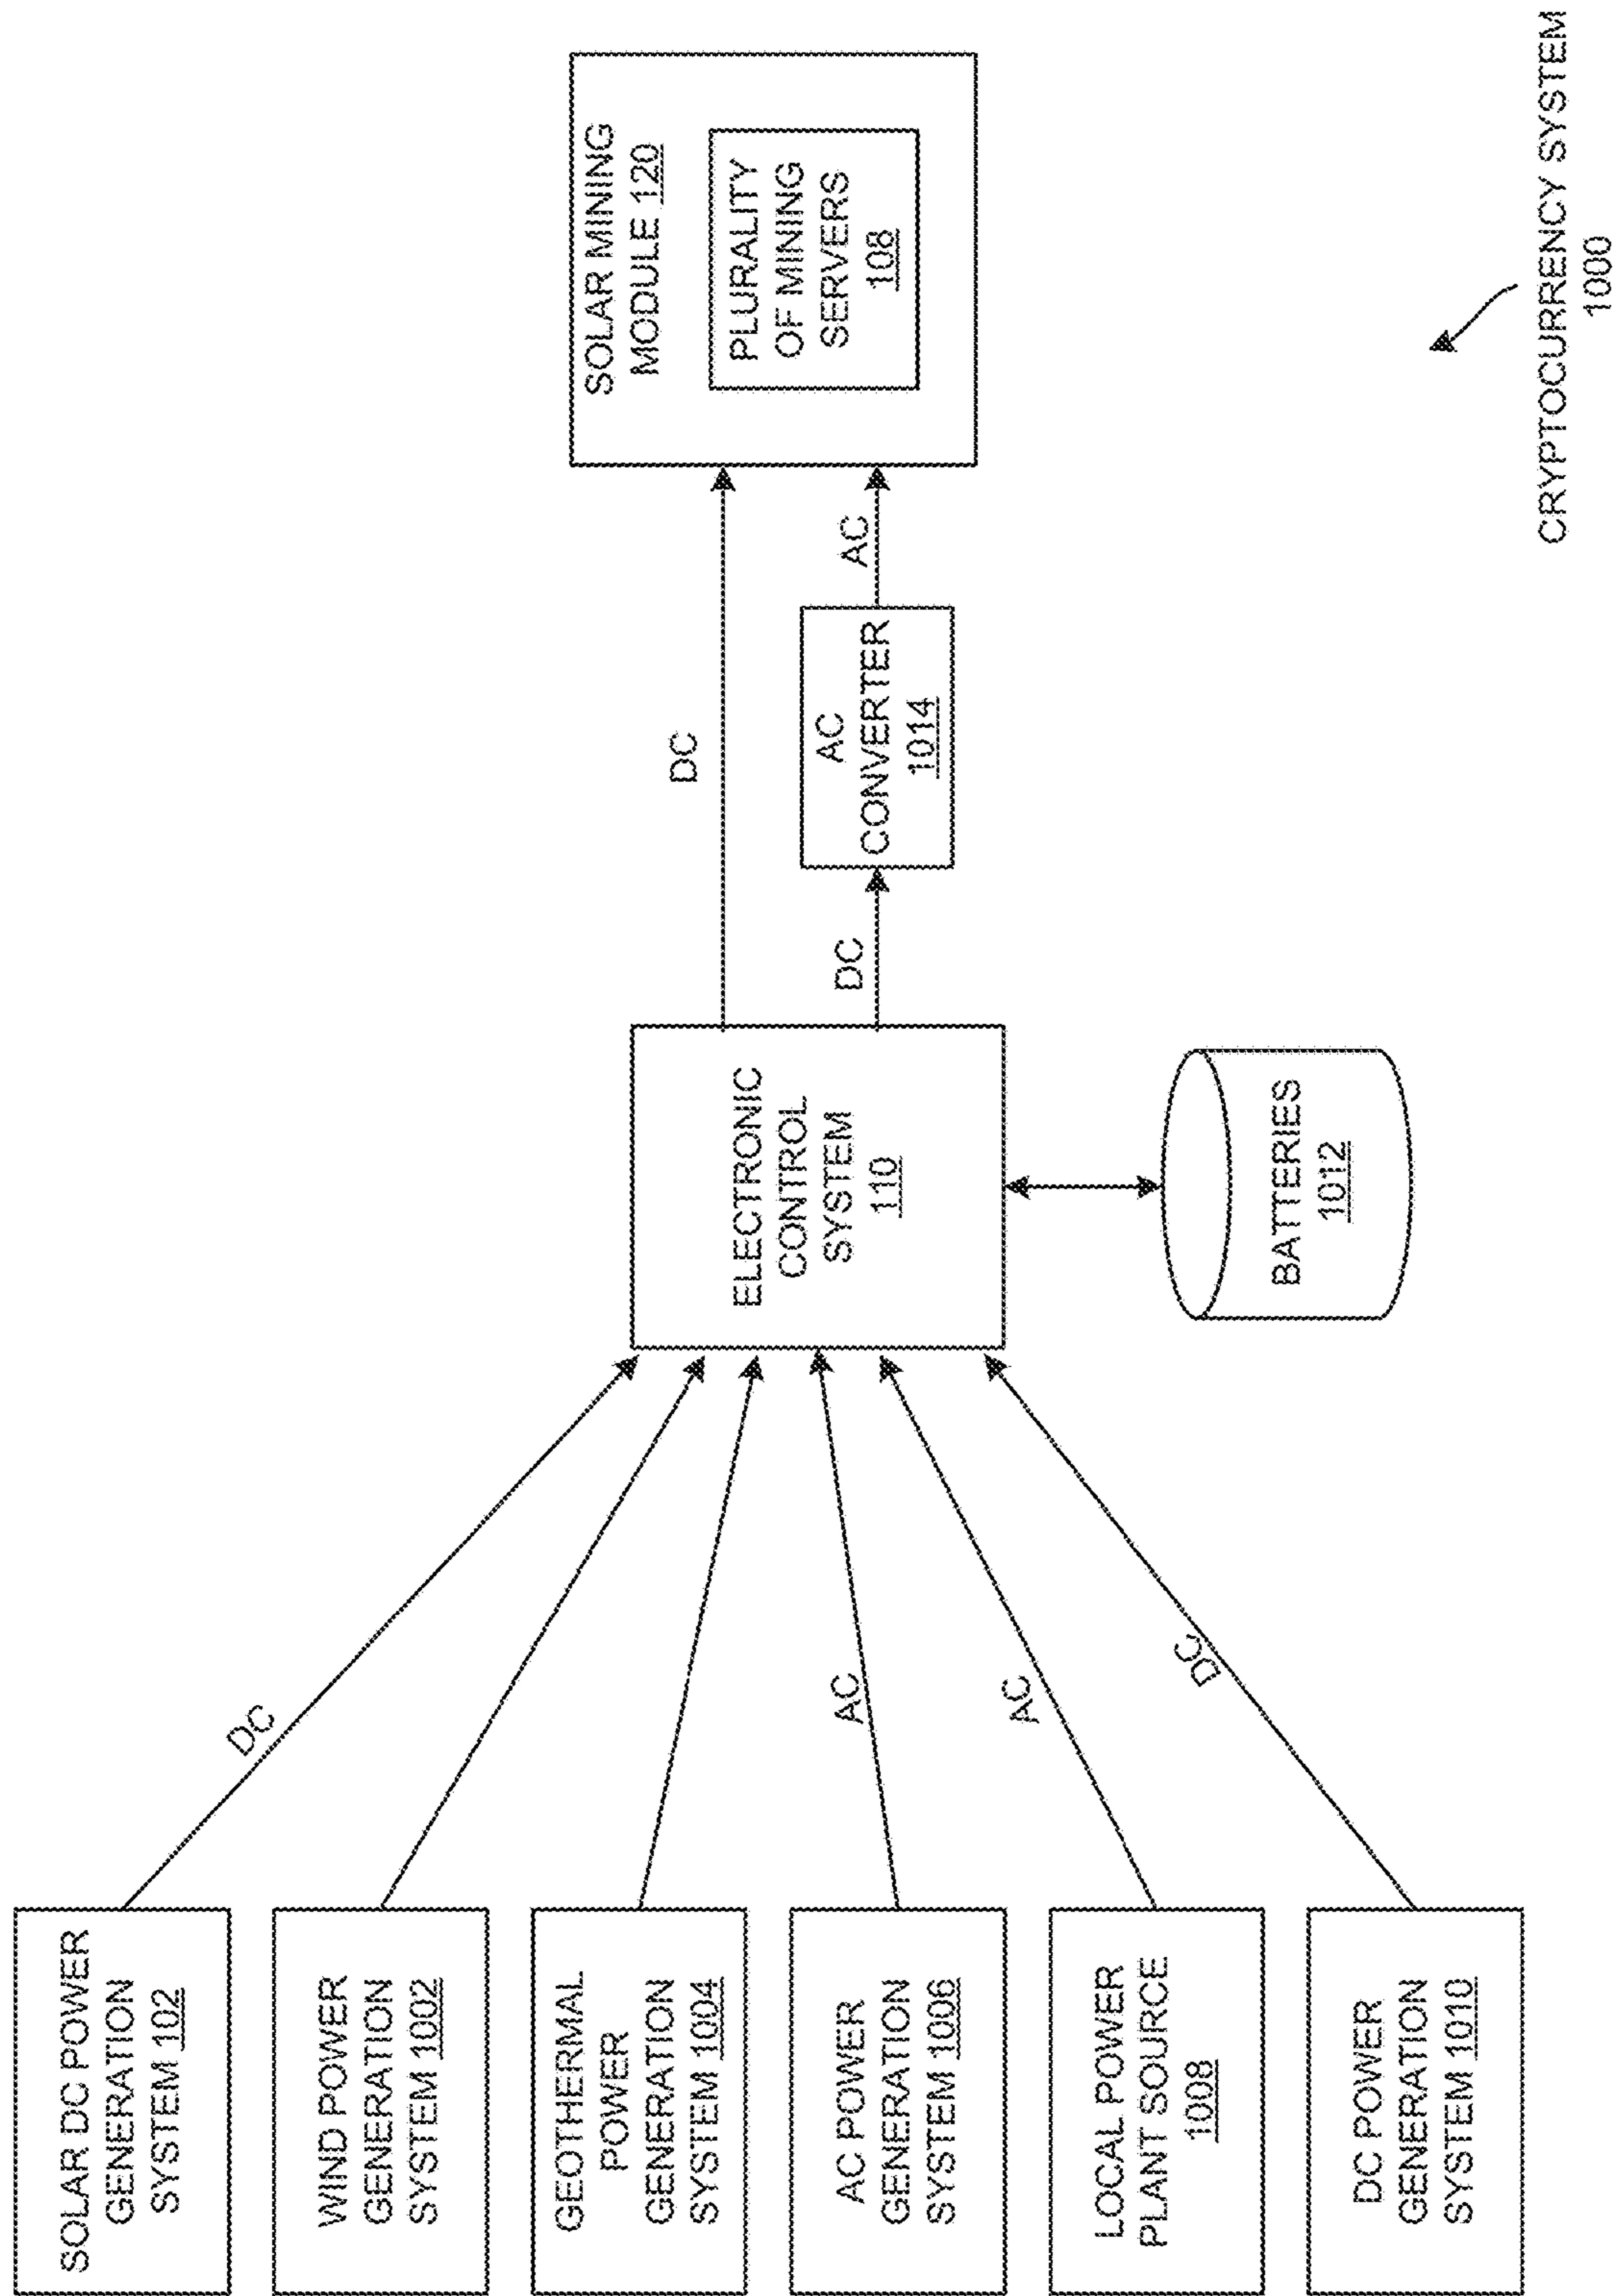 SOLAR DC POWER
GENERATION
SYSTEM 102
WIND POWER
GENERATION
SYSTEM 1002
GEOTHERMAL
POWER
GENERATION
SYSTEM 1004
AC POWER
GENERATION
SYSTEM 1006
LOCAL POWER
PLANT SOURCE
1008
DC POWER
GENERATION
SYSTEM 1010
DC
AC
AC
DC
ELECTRONIC
CONTROL
SYSTEM
110
BATTERIES
1012
DC
DC
AC
CONVERTER
1014
AC
SOLAR MINING
MODULE 120
PLURALITY
OF MINING
SERVERS
108
CRYPTOCURRENCY SYSTEM
1000